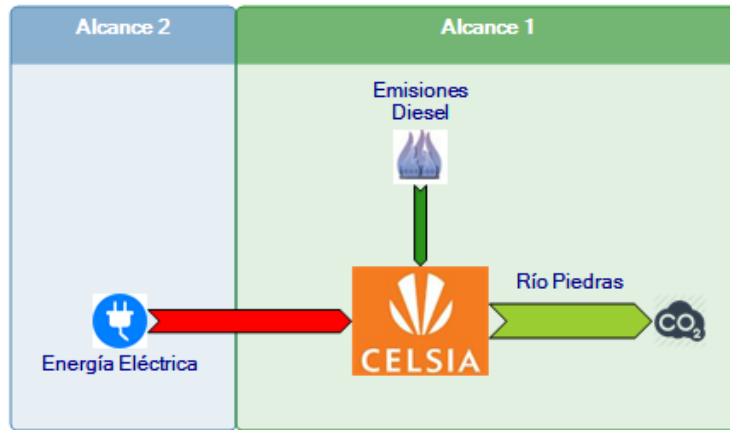 Alcance 2
Alcance 1
Emisiones
Diesel
Río Piedras
CO2
Energía Eléctrica
CELSIA